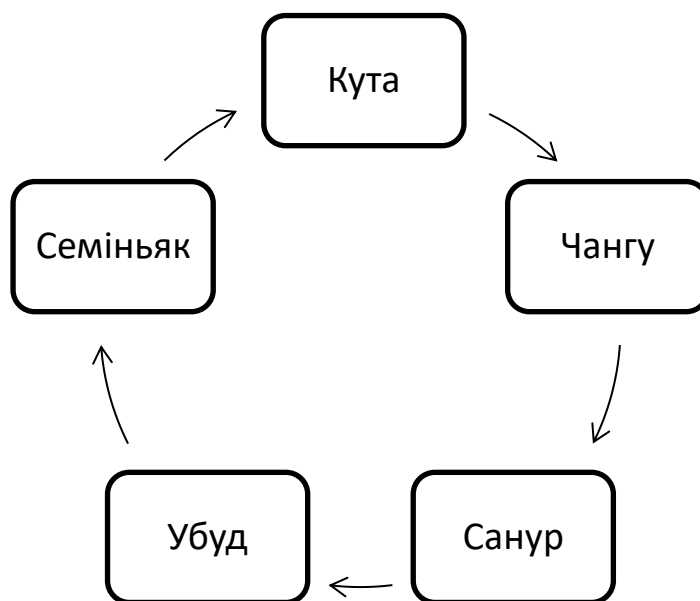 Кута
Чангу
Санур
Убуд
Семіньяк